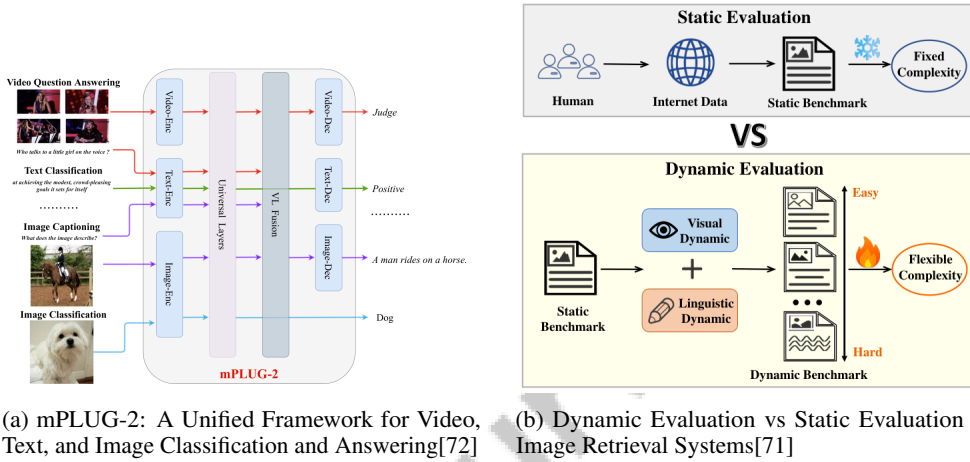 Video Question Answering
Who talks to a little girl on the voice ?
Text Classification
at achieving the modest, crowd-pleasing
goals it sets for itself
..........
Image Captioning
What does the image describe?
Image Classification
Video-Enc
Text-Enc
Image-Enc
Universal Layers
VL Fusion
Video-Dec
Text-Dec
Image-Dec
Judge
Positive
..........
A man rides on a horse.
Dog
mPLUG-2
(a) mPLUG-2: A Unified Framework for Video,
Text, and Image Classification and Answering[72]
Static Evaluation
Human
Internet Data
Static Benchmark
Fixed
Complexity
VS
Dynamic Evaluation
Static
Benchmark
Visual
Dynamic
+
Linguistic
Dynamic
Easy
Hard
Dynamic Benchmark
Flexible
Complexity
(b) Dynamic Evaluation vs Static Evaluation
Image Retrieval Systems[71]